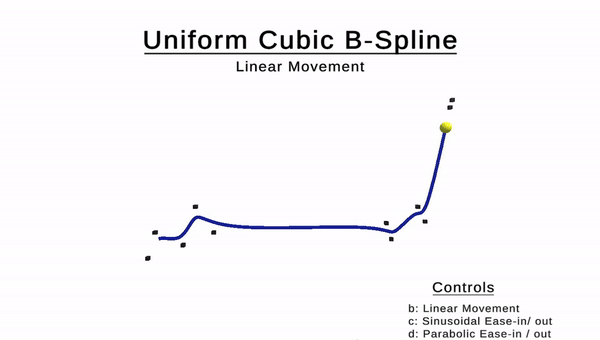 Uniform Cubic B-Spline
Linear Movement
Controls
b: Linear Movement
c: Sinusoidal Ease-in/ out
d: Parabolic Ease-in / out